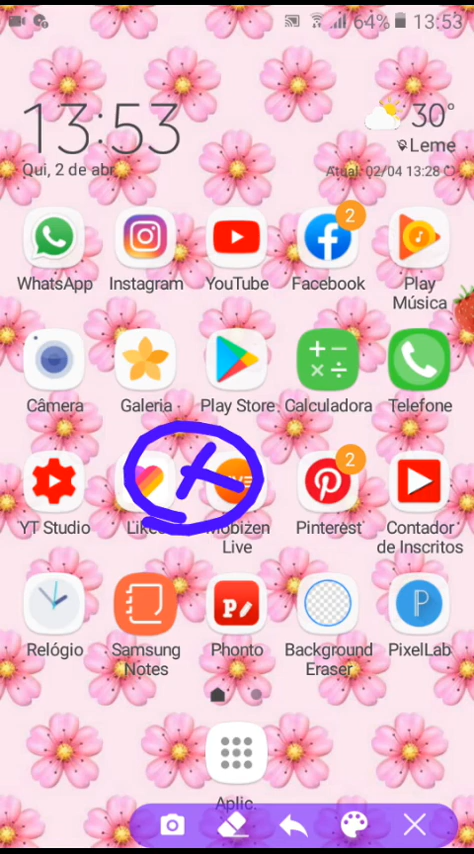 64% 13:53
13:53
30°
Leme
Qui, 2 de abr
Atual. 02/04 13:28
2
WhatsApp Instagram YouTube Facebook Play Música
Câmera Galeria Play Store Calculadora Telefone
2
YT Studio Mobizen Live Pinterest Contador de Inscritos
Relógio Samsung Notes Phonto Background Eraser PixelLab
Aplic.